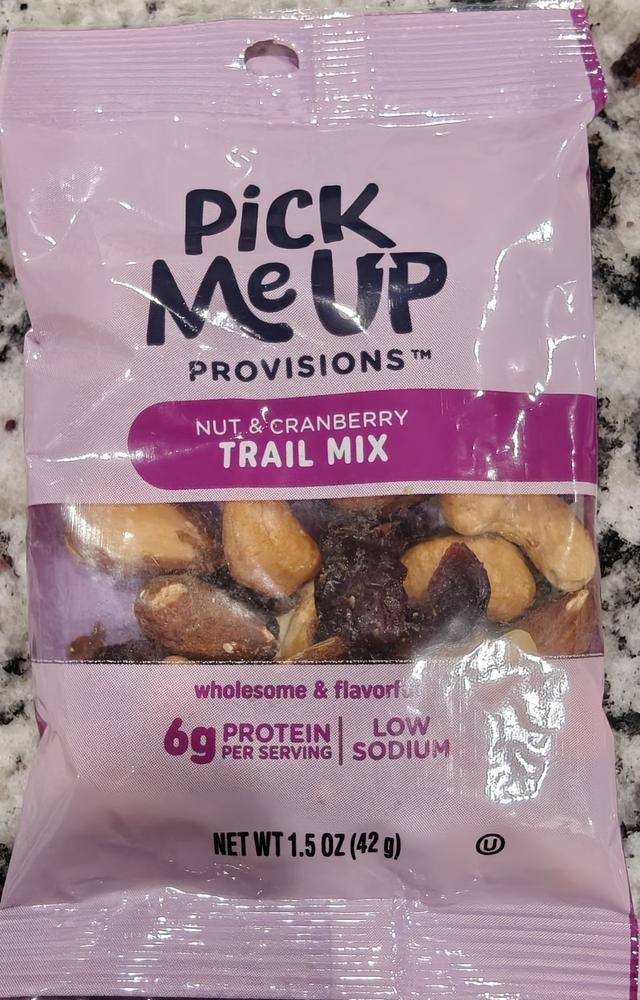 PiCK
Me UP
PROVISIONS™
NUT & CRANBERRY
TRAIL MIX
wholesome &
6g PROTEIN PER SERVING | LOW SODIUM
NET WT 1.5 OZ (42 g)
U